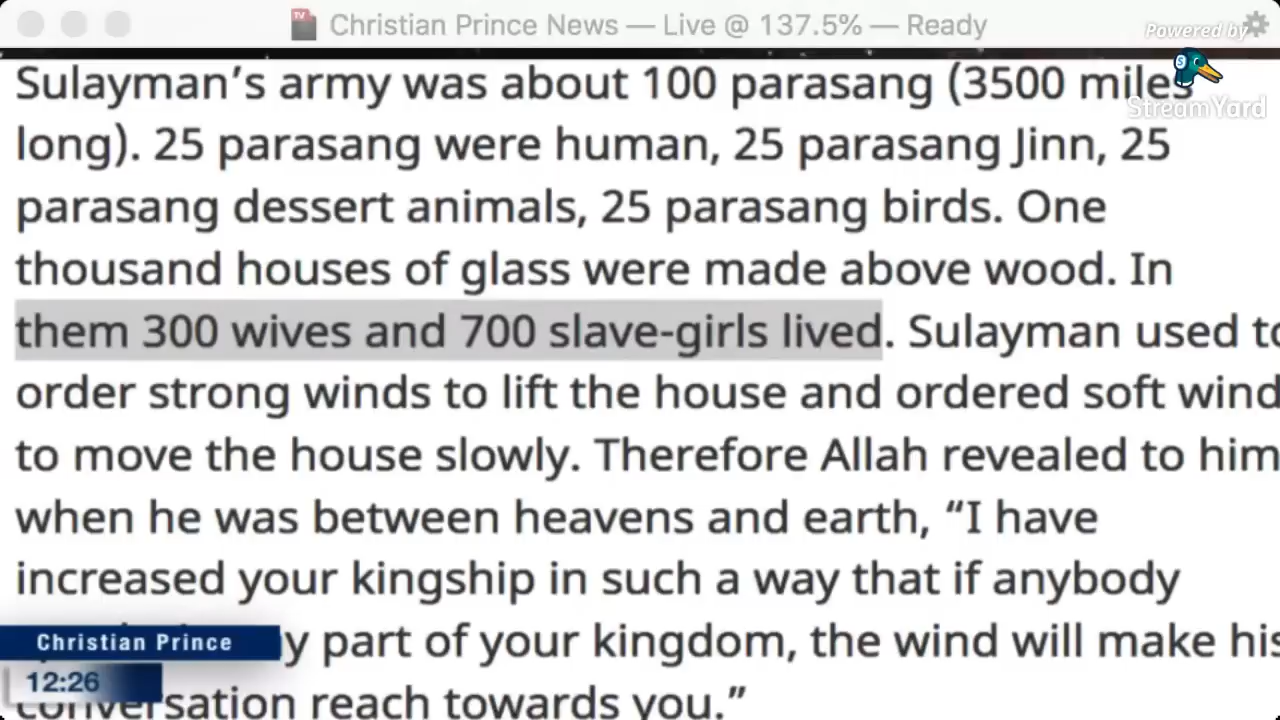 Christian Prince News — Live @ 137.5% — Ready
Powered by
StreamYard
Sulayman’s army was about 100 parasang (3500 miles
long). 25 parasang were human, 25 parasang Jinn, 25
parasang dessert animals, 25 parasang birds. One
thousand houses of glass were made above wood. In
them 300 wives and 700 slave-girls lived. Sulayman used to
order strong winds to lift the house and ordered soft wind
to move the house slowly. Therefore Allah revealed to him
when he was between heavens and earth, “I have
increased your kingship in such a way that if anybody
part of your kingdom, the wind will make his
conversation reach towards you.”
Christian Prince
12:26